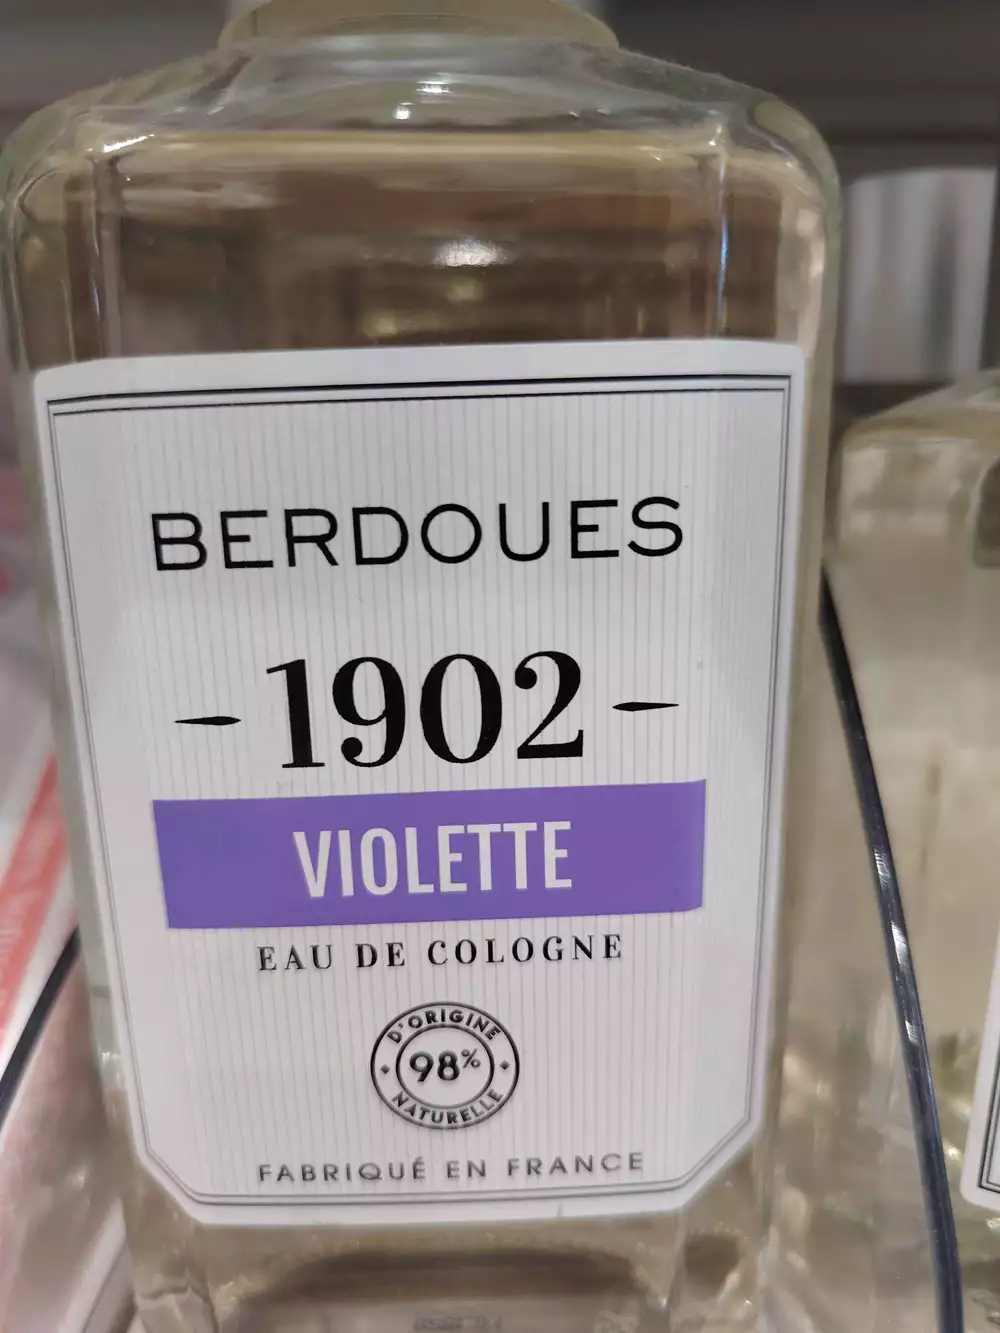 BERDOUES
-1902-
VIOLETTE
EAU DE COLOGNE
D'ORIGINE
98%
NATURELLE
FABRIQUÉ EN FRANCE